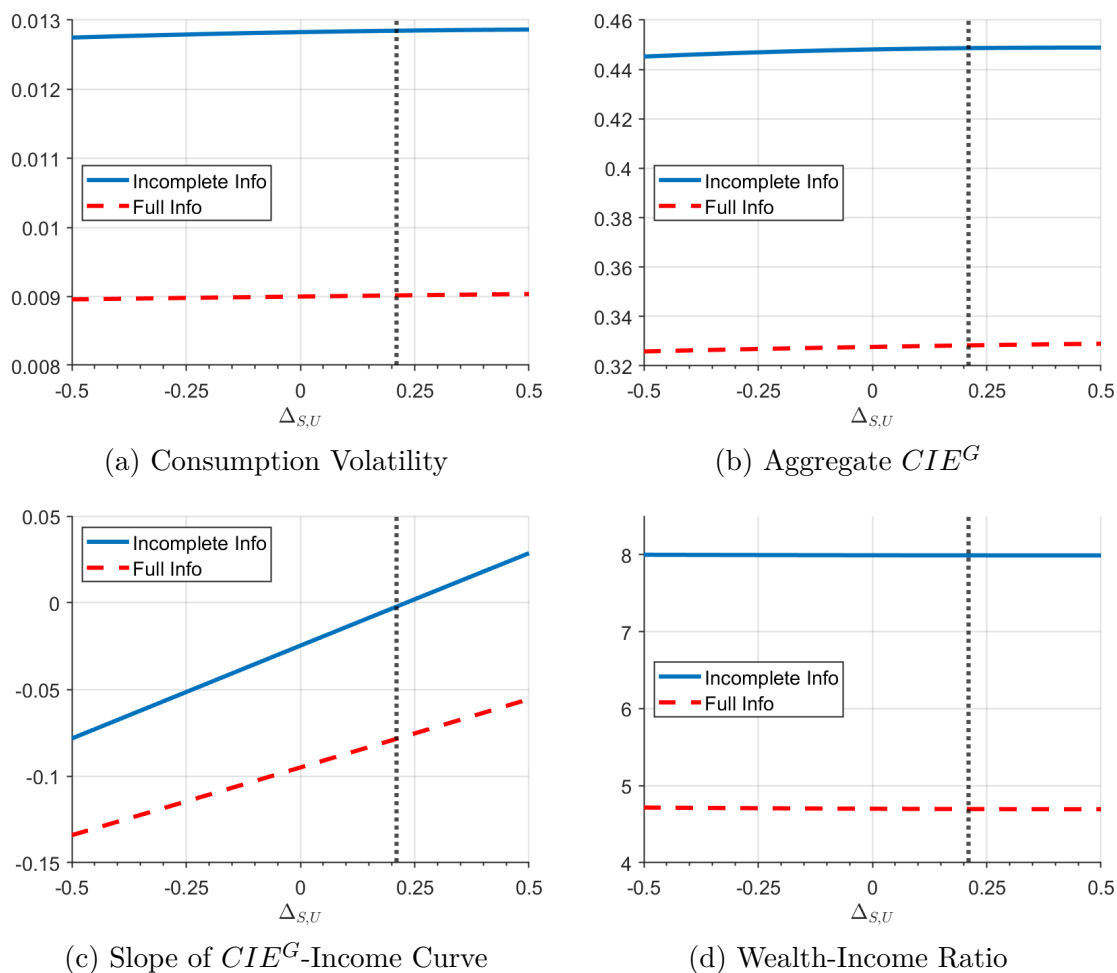 0.013
0.012
0.011
0.01
0.009
0.008
Incomplete Info
Full Info
-0.5 -0.25 0 0.25 0.5
Δ_{S,U}
(a) Consumption Volatility
0.46
0.44
0.42
0.4
0.38
0.36
0.34
0.32
Incomplete Info
Full Info
-0.5 -0.25 0 0.25 0.5
Δ_{S,U}
(b) Aggregate CIE^G
0.05
0
-0.05
-0.1
-0.15
Incomplete Info
Full Info
-0.5 -0.25 0 0.25 0.5
Δ_{S,U}
(c) Slope of CIE^G-Income Curve
8
7
6
5
4
Incomplete Info
Full Info
-0.5 -0.25 0 0.25 0.5
Δ_{S,U}
(d) Wealth-Income Ratio